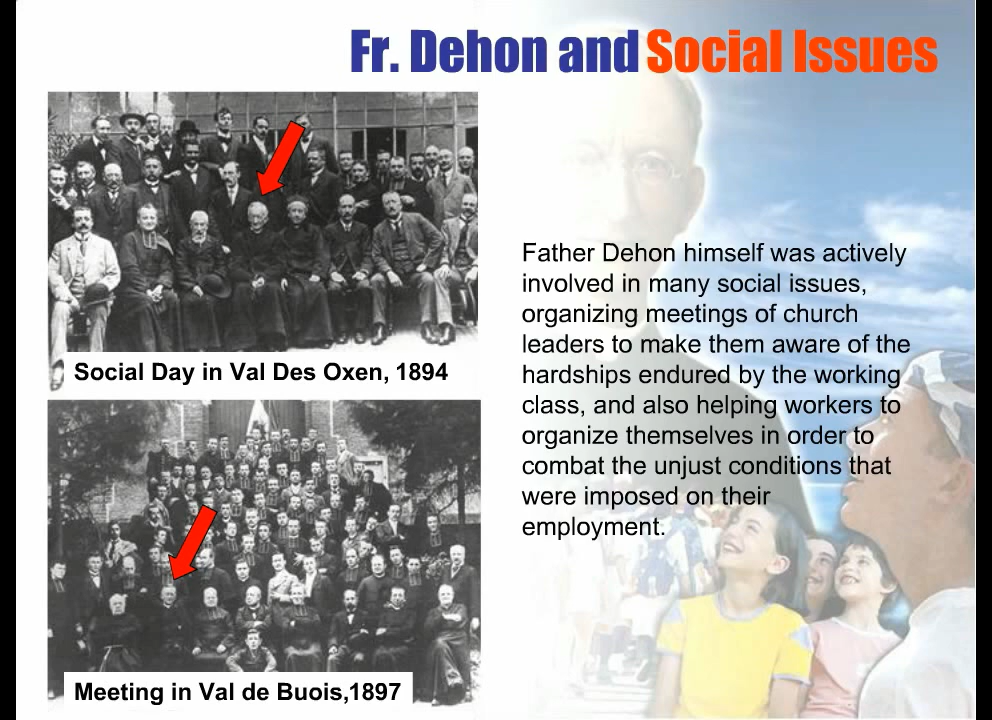 Fr. Dehon and Social Issues
Social Day in Val Des Oxen, 1894
Father Dehon himself was actively
involved in many social issues,
organizing meetings of church
leaders to make them aware of the
hardships endured by the working
class, and also helping workers to
organize themselves in order to
combat the unjust conditions that
were imposed on their
employment.
Meeting in Val de Buois,1897